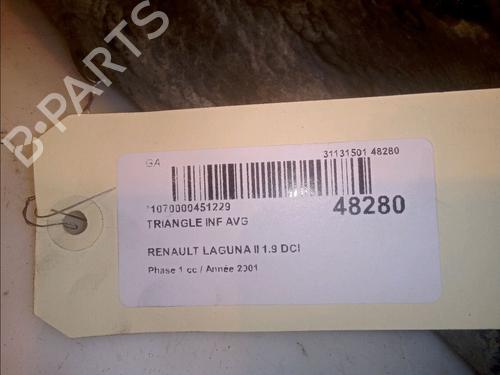 B-PARTS
GA
31131501 48280
*1070000451229
48280
TRIANGLE INF AVG
RENAULT LAGUNA II 1.9 DCI
Phase 1 cc / Année 2001